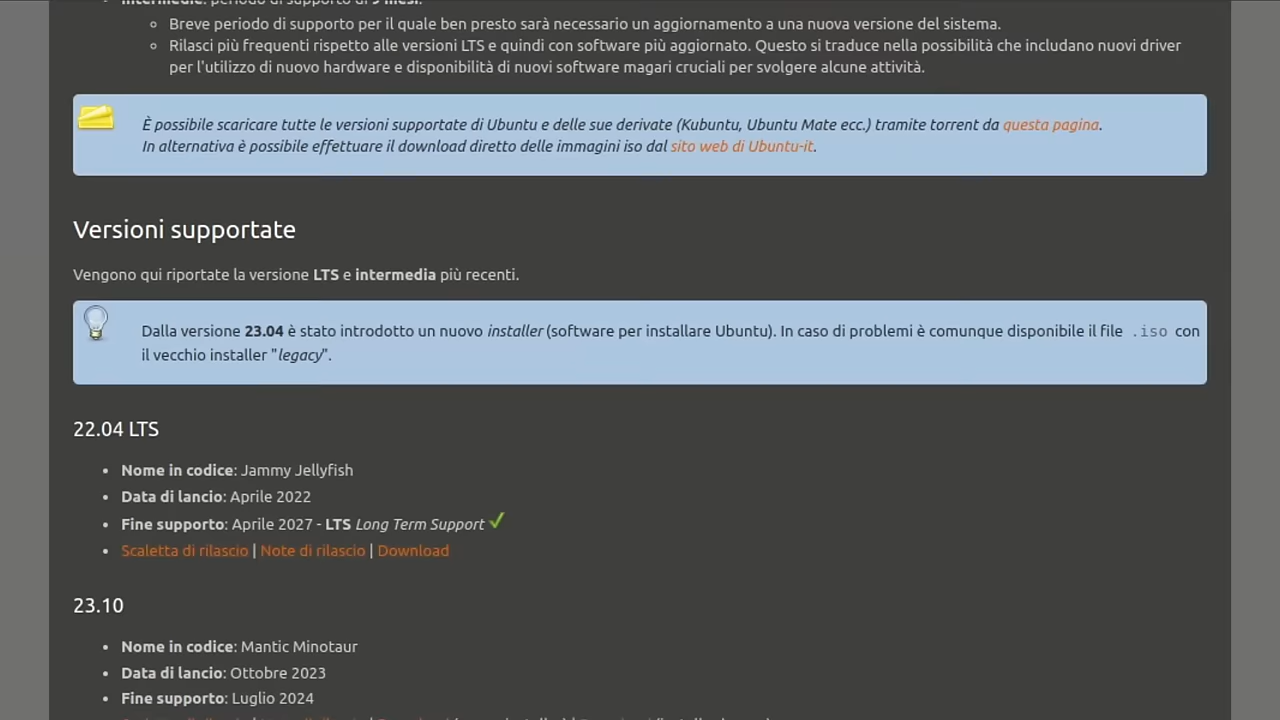 Intermedie: periodo di supporto di 9 mesi.
Breve periodo di supporto per il quale ben presto sarà necessario un aggiornamento a una nuova versione del sistema.
Rilasci più frequenti rispetto alle versioni LTS e quindi con software più aggiornato. Questo si traduce nella possibilità che includano nuovi driver
per l'utilizzo di nuovo hardware e disponibilità di nuovi software magari cruciali per svolgere alcune attività.
È possibile scaricare tutte le versioni supportate di Ubuntu e delle sue derivate (Kubuntu, Ubuntu Mate ecc.) tramite torrent da questa pagina.
In alternativa è possibile effettuare il download diretto delle immagini iso dal sito web di Ubuntu-it.
Versioni supportate
Vengono qui riportate la versione LTS e intermedia più recenti.
Dalla versione 23.04 è stato introdotto un nuovo installer (software per installare Ubuntu). In caso di problemi è comunque disponibile il file .iso con
il vecchio installer "legacy".
22.04 LTS
Nome in codice: Jammy Jellyfish
Data di lancio: Aprile 2022
Fine supporto: Aprile 2027 - LTS Long Term Support
Scaletta di rilascio | Note di rilascio | Download
23.10
Nome in codice: Mantic Minotaur
Data di lancio: Ottobre 2023
Fine supporto: Luglio 2024